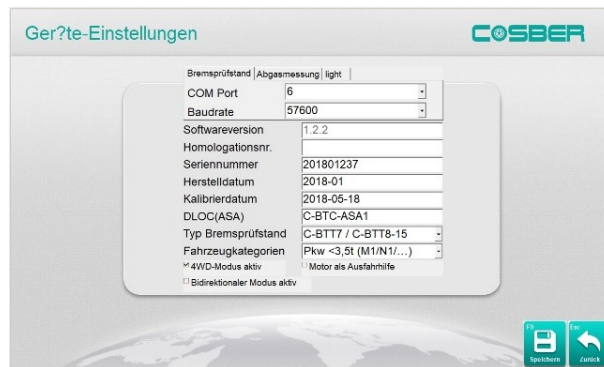 Ger?te-Einstellungen
COSBER
Bremsprüfstand Abgasmessung light
COM Port 6
Baudrate 57600
Softwareversion 1.2.2
Homologationsnr.
Seriennummer 201801237
Herstelldatum 2018-01
Kalibrierdatum 2018-05-18
DLOC(ASA) C-BTC-ASA1
Typ Bremsprüfstand C-BTT7 / C-BTT8-15
Fahrzeugkategorien Pkw <3,5t (M1/N1/...)
4WD-Modus aktiv Motor als Ausfahrhilfe
Bidirektionaler Modus aktiv
F9 Esc
Speichern Zurück